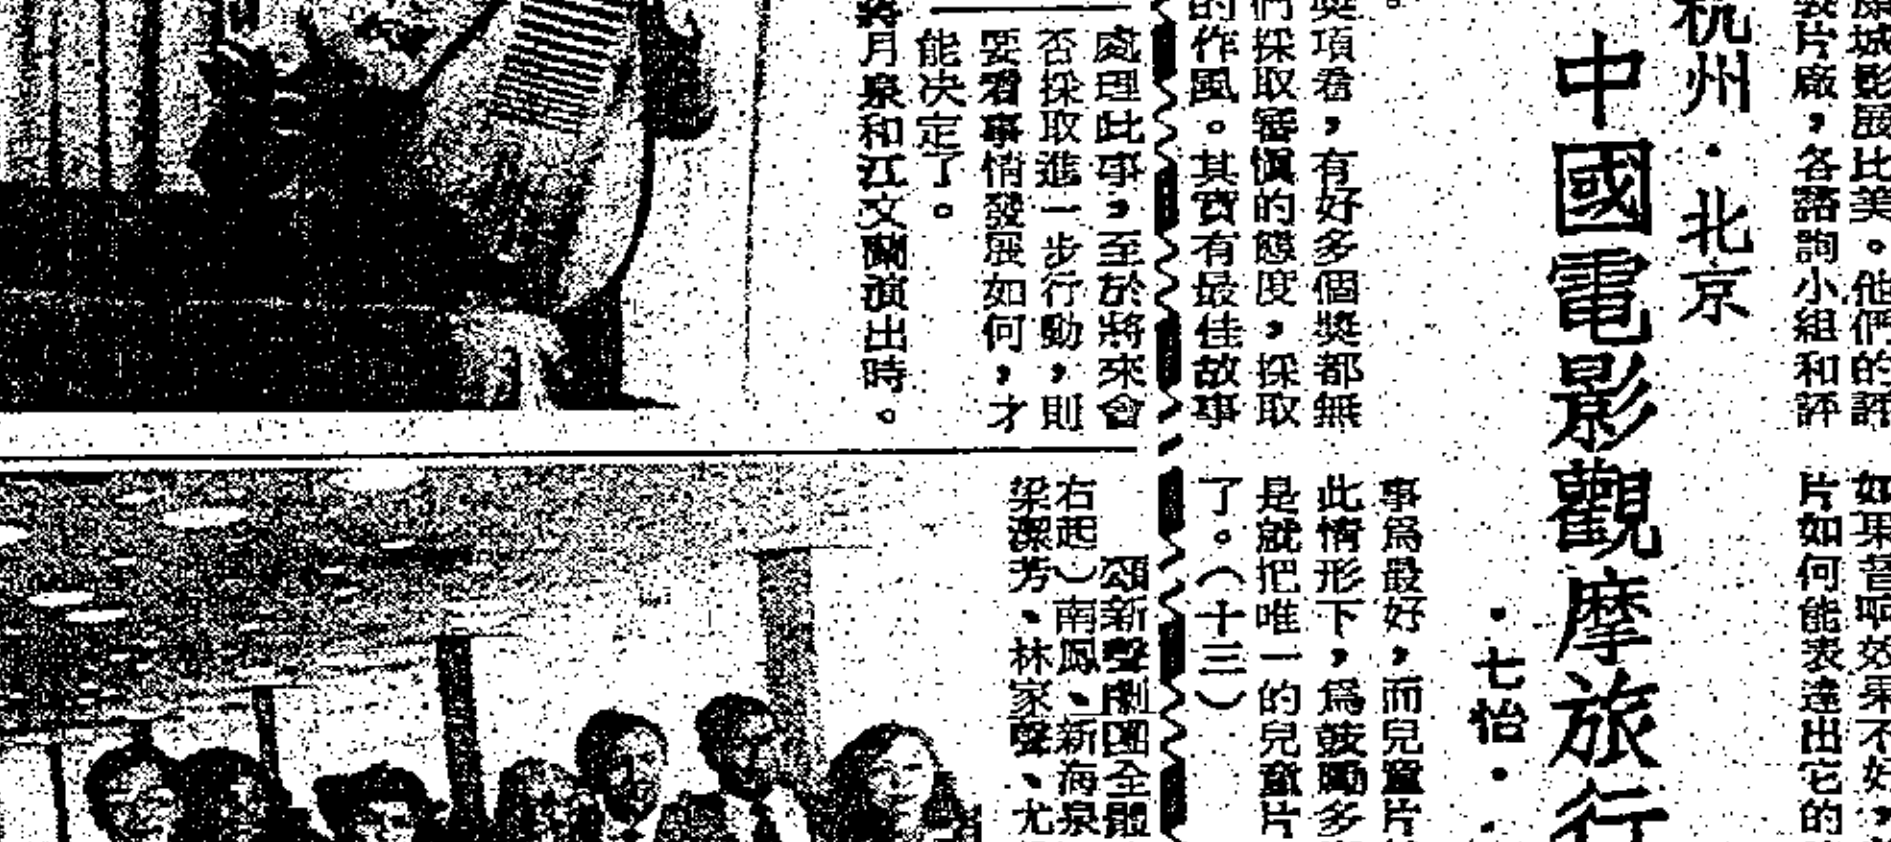 縻城影展比美。他們的評
製片廠，各諮詢小組和評
如果音响效果不好，
片如何能表達出它的
杭州·北京
中國電影觀摩旅行
·七怡·
獎項看，有好多個獎都無
們採取審慎的態度，採取
的作風。其實有最佳故事
事爲最好，而兒童片
此情形下，爲鼓勵多
是就把唯一的兒童片
了。（十三）
處理此事，至於將來會
否採取進一步行動，則
要看事情發展如何，才
能决定了。
月泉和江文蘭演出時。
頌新聲劇團全體
右起）南鳳、新海泉
梁潔芳、林家聲、尤